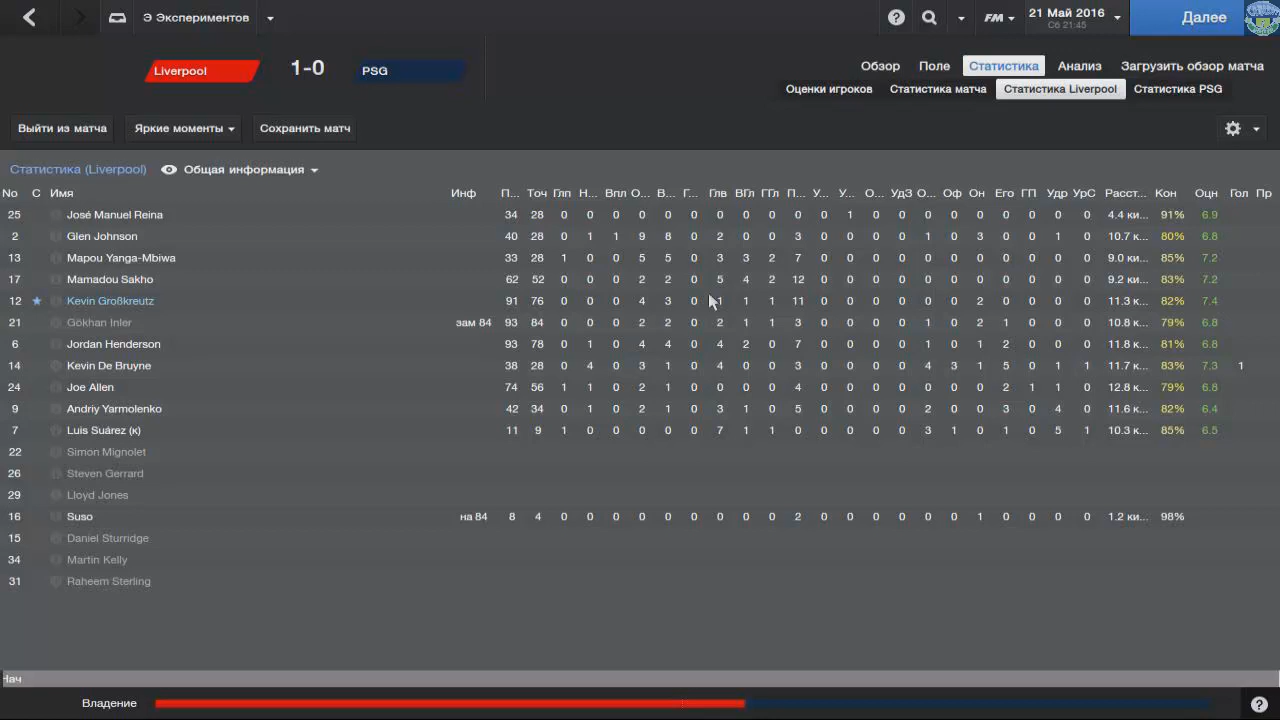 Э Экспериментов FM 21 Май 2016 Сб 21:45 Далее
Liverpool 1-0 PSG
Обзор Поле Статистика Анализ Загрузить обзор матча
Оценки игроков Статистика матча Статистика Liverpool Статистика PSG
Выйти из матча Яркие моменты Сохранить матч
Статистика (Liverpool) Общая информация
No С Имя Инф П... Точ Глп Н... Впл О... В... Г... Глв ВГл ГГл П... У... У... О... УдЗ О... Оф Он Его ГП Удр УрС Расст... Кон Оцн Гол Пр
25 José Manuel Reina 34 28 0 0 0 0 0 0 0 0 0 0 0 1 0 0 0 0 0 0 0 0 0 4.4 ки... 91% 6.9
2 Glen Johnson 40 28 0 1 1 9 8 0 2 0 0 3 0 0 0 0 1 0 3 0 0 1 0 10.7 к... 80% 6.8
13 Mapou Yanga-Mbiwa 33 28 1 0 0 5 5 0 3 3 2 7 0 0 0 0 0 0 0 0 0 0 0 9.0 ки... 85% 7.2
17 Mamadou Sakho 62 52 0 0 0 2 2 0 5 4 2 12 0 0 0 0 0 0 0 0 0 0 0 9.2 ки... 83% 7.2
12 Kevin Großkreutz 91 76 0 0 0 4 3 0 1 1 1 11 0 0 0 0 0 0 2 0 0 0 0 11.3 к... 82% 7.4
21 Gökhan Inler зам 84 93 84 0 0 0 2 2 0 2 1 1 3 0 0 0 0 1 0 2 1 0 0 0 10.8 к... 79% 6.8
6 Jordan Henderson 93 78 0 1 0 4 4 0 4 2 0 7 0 0 0 0 1 0 1 2 0 0 0 11.8 к... 81% 6.8
14 Kevin De Bruyne 38 28 0 4 0 3 1 0 4 0 0 1 0 0 0 0 4 3 1 5 0 1 1 11.7 к... 83% 7.3 1
24 Joe Allen 74 56 1 1 0 2 1 0 0 0 0 4 0 0 0 0 0 0 0 2 1 1 0 12.8 к... 79% 6.8
9 Andriy Yarmolenko 42 34 0 1 0 2 1 0 3 1 0 5 0 0 0 0 2 0 0 3 0 4 0 11.6 к... 82% 6.4
7 Luis Suárez (к) 11 9 1 0 0 0 0 0 7 1 1 0 0 0 0 0 3 1 0 1 0 5 1 10.3 к... 85% 6.5
22 Simon Mignolet
26 Steven Gerrard
29 Lloyd Jones
16 Suso на 84 8 4 0 0 0 0 0 0 0 0 0 2 0 0 0 0 0 0 1 0 0 0 0 1.2 ки... 98%
15 Daniel Sturridge
34 Martin Kelly
31 Raheem Sterling
Нач
Владение